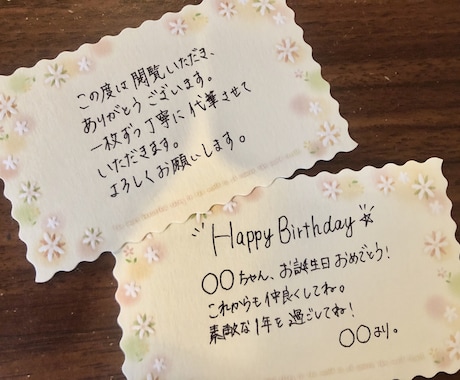 この度は閲覧いただき、
ありがとうございます。
一枚ずつ丁寧に代筆させて
いただきます。
よろしくお願いします。
Happy Birthday
〇〇ちゃん、お誕生日おめでとう!
これからも仲良くしてね。
素敵な1年を過ごしてね!
〇〇より。